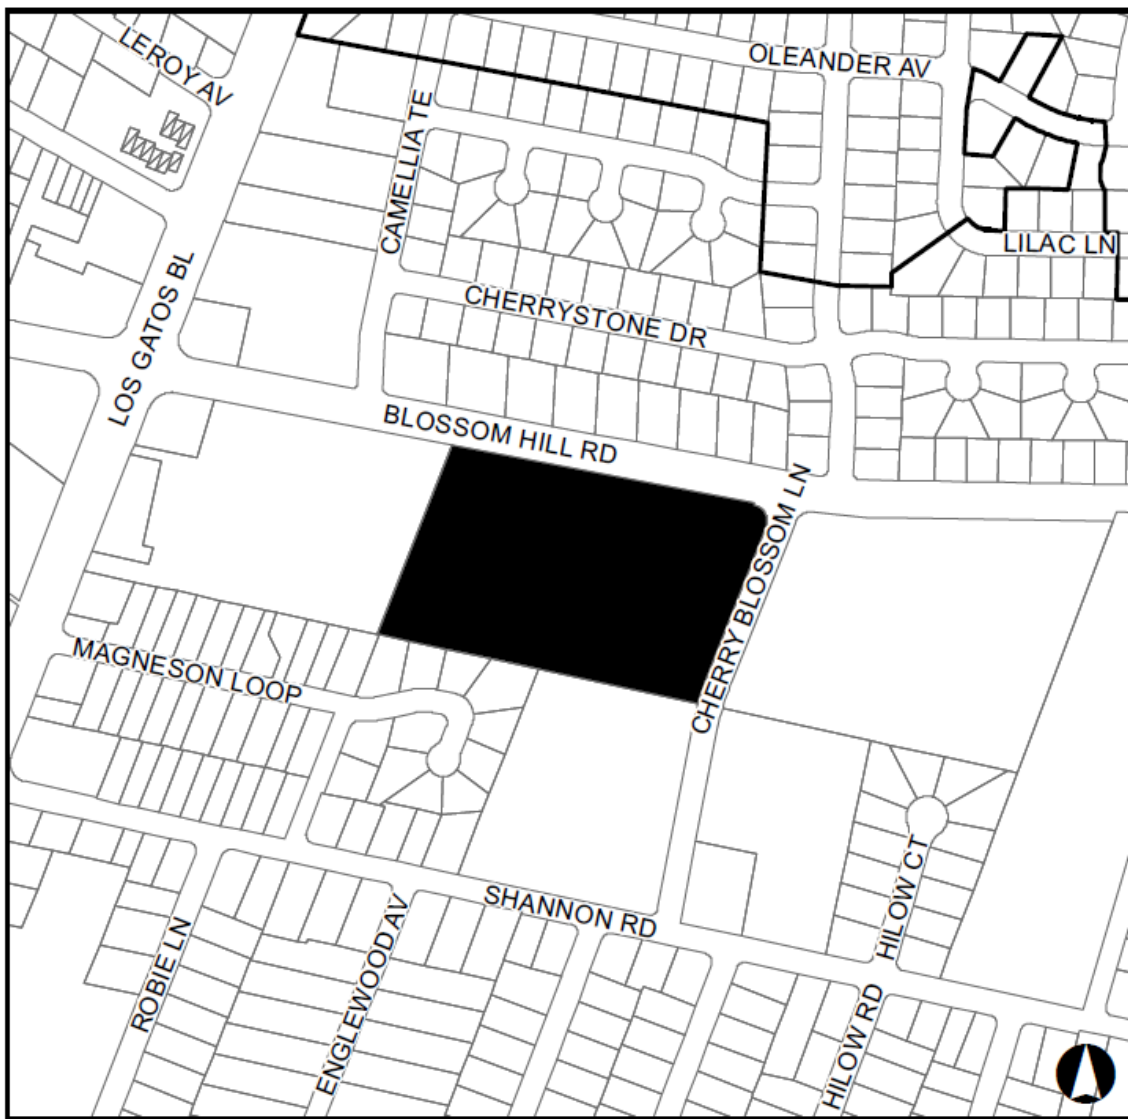 LEROY AV
OLEANDER AV
CAMELLIA TE
LILAC LN
LOS GATOS BL
CHERRYSTONE DR
BLOSSOM HILL RD
CHERRY BLOSSOM LN
MAGNESON LOOP
SHANNON RD
HILOW CT
ROBIE LN
ENGLEWOOD AV
HILOW RD